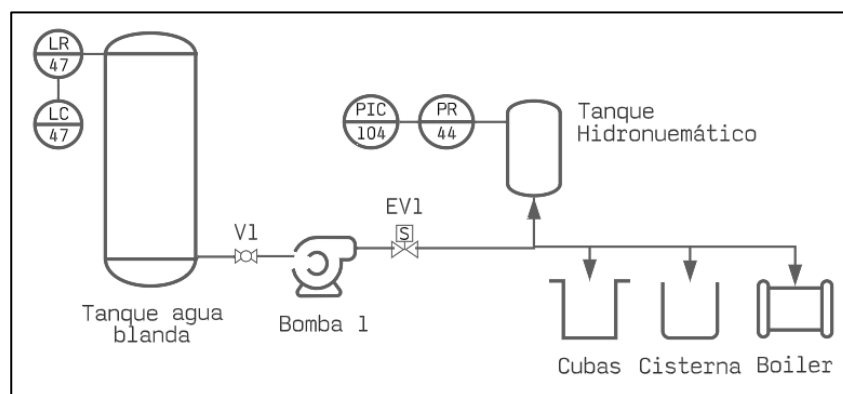 LR
47
LC
47
PIC
104
PR
44
Tanque
Hidronuemático
V1
EV1
S
Tanque agua
blanda
Bomba 1
Cubas
Cisterna
Boiler